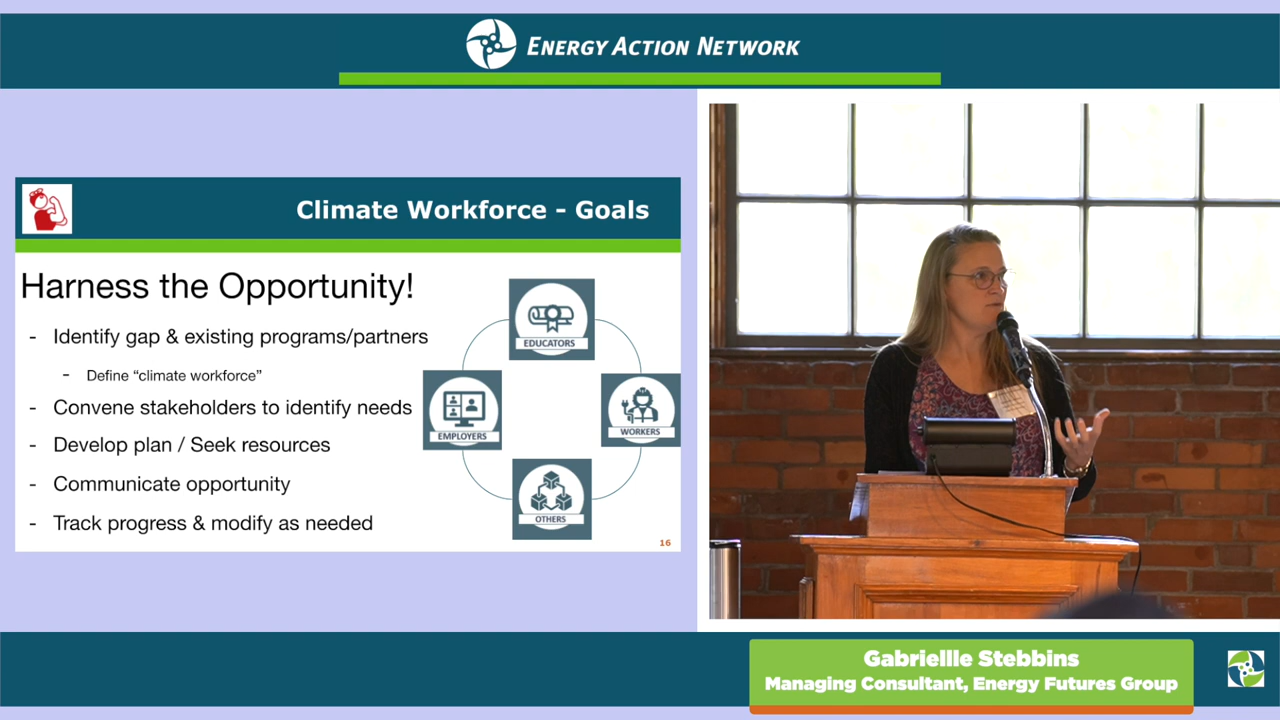 ENERGY ACTION NETWORK
Climate Workforce - Goals
Harness the Opportunity!
- Identify gap & existing programs/partners
- Define “climate workforce”
- Convene stakeholders to identify needs
- Develop plan / Seek resources
- Communicate opportunity
- Track progress & modify as needed
EDUCATORS
EMPLOYERS
WORKERS
OTHERS
16
Gabriellle Stebbins
Managing Consultant, Energy Futures Group